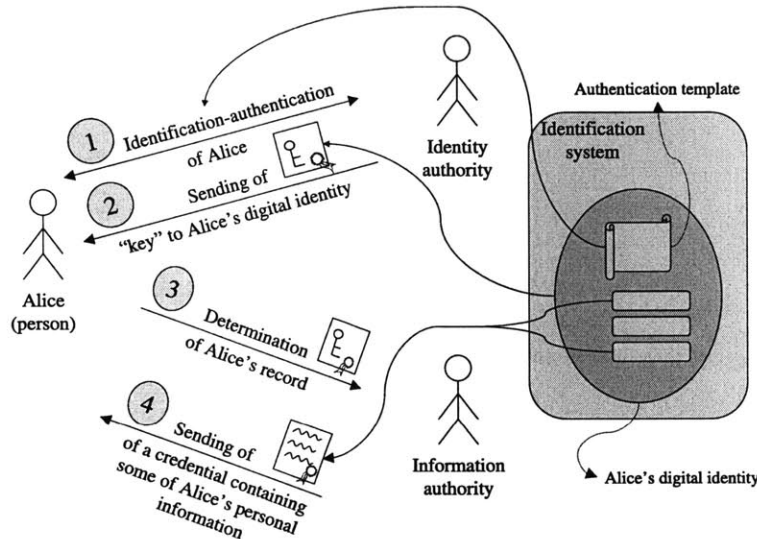 Authentication template
1
Identification-authentication
of Alice
Identity
authority
Identification
system
2
Sending of
“key” to Alice’s digital identity
Alice
(person)
3
Determination
of Alice’s record
4
Sending of
of a credential containing
some of Alice’s personal
information
Information
authority
Alice’s digital identity